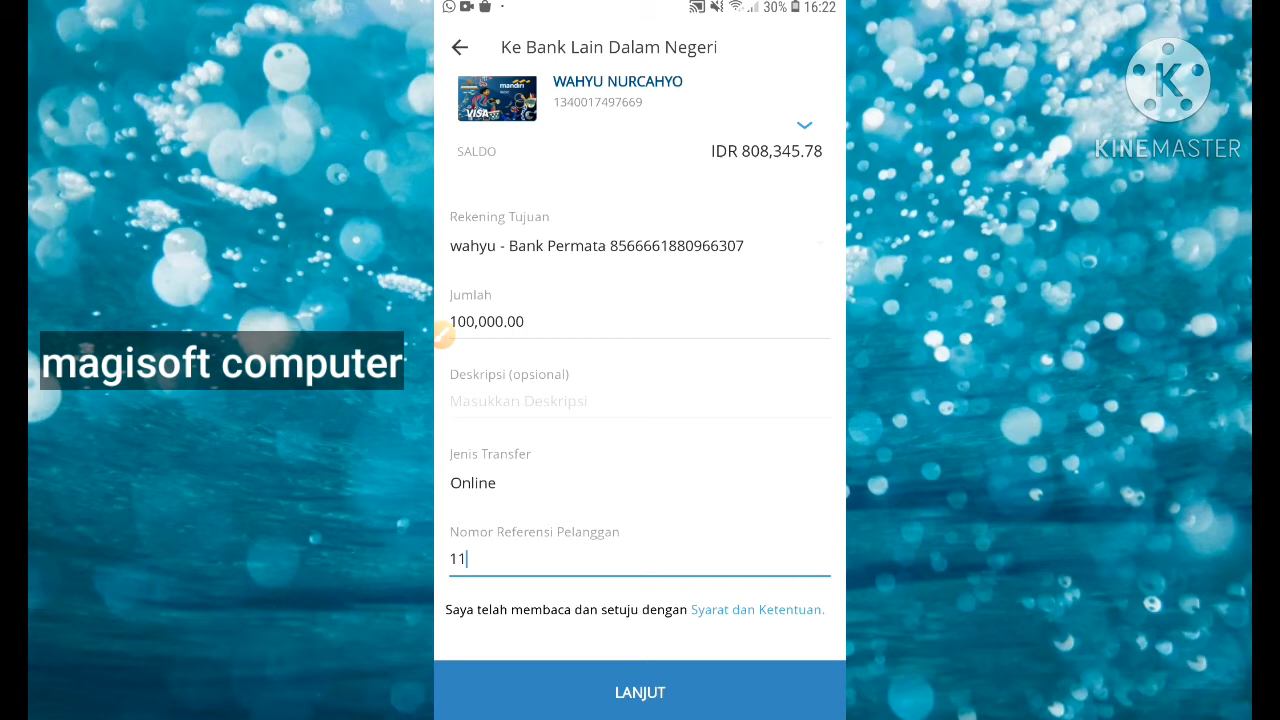 30% 16:22
Ke Bank Lain Dalam Negeri
WAHYU NURCAHYO
1340017497669
mandiri
VISA
SALDO
IDR 808,345.78
Rekening Tujuan
wahyu - Bank Permata 8566661880966307
Jumlah
100,000.00
Deskripsi (opsional)
Masukkan Deskripsi
Jenis Transfer
Online
Nomor Referensi Pelanggan
11
Saya telah membaca dan setuju dengan Syarat dan Ketentuan.
LANJUT
magisoft computer
K
KINEMASTER